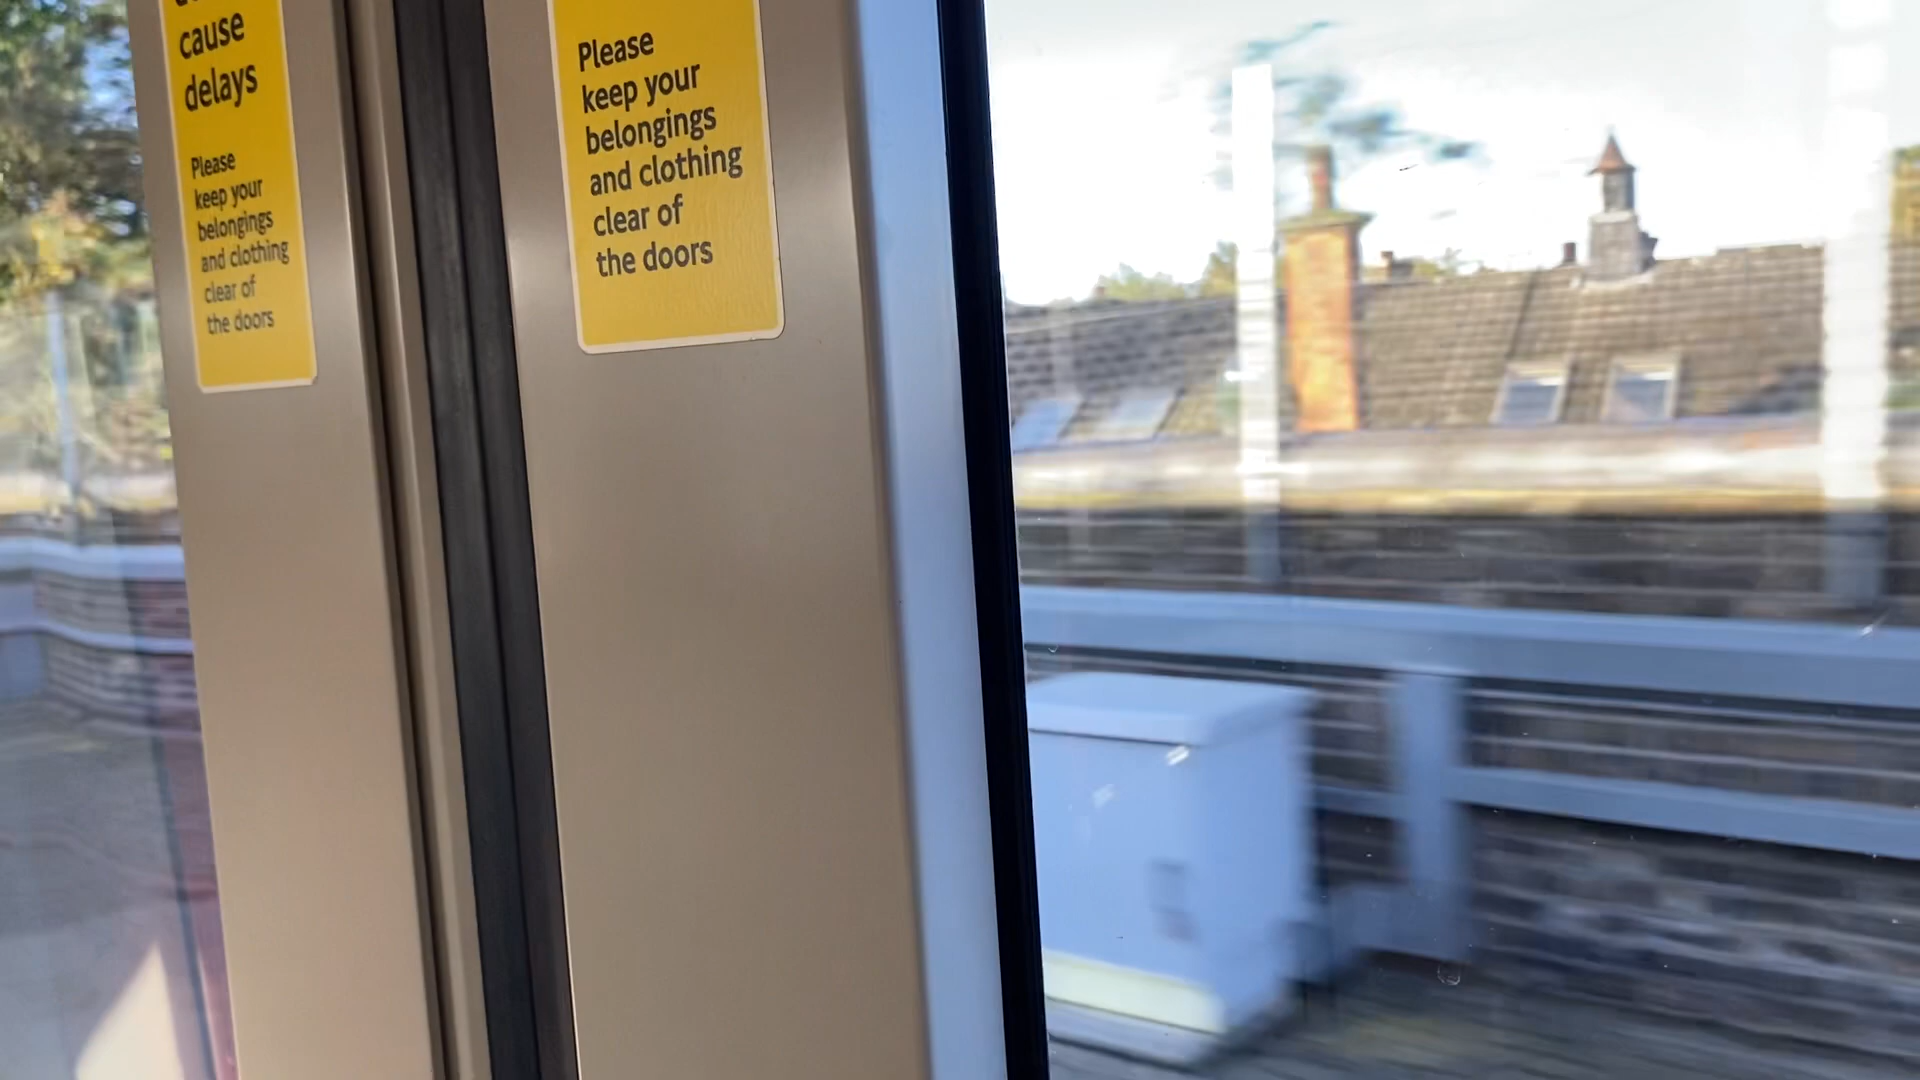 cause
delays
Please
keep your
belongings
and clothing
clear of
the doors
Please
keep your
belongings
and clothing
clear of
the doors